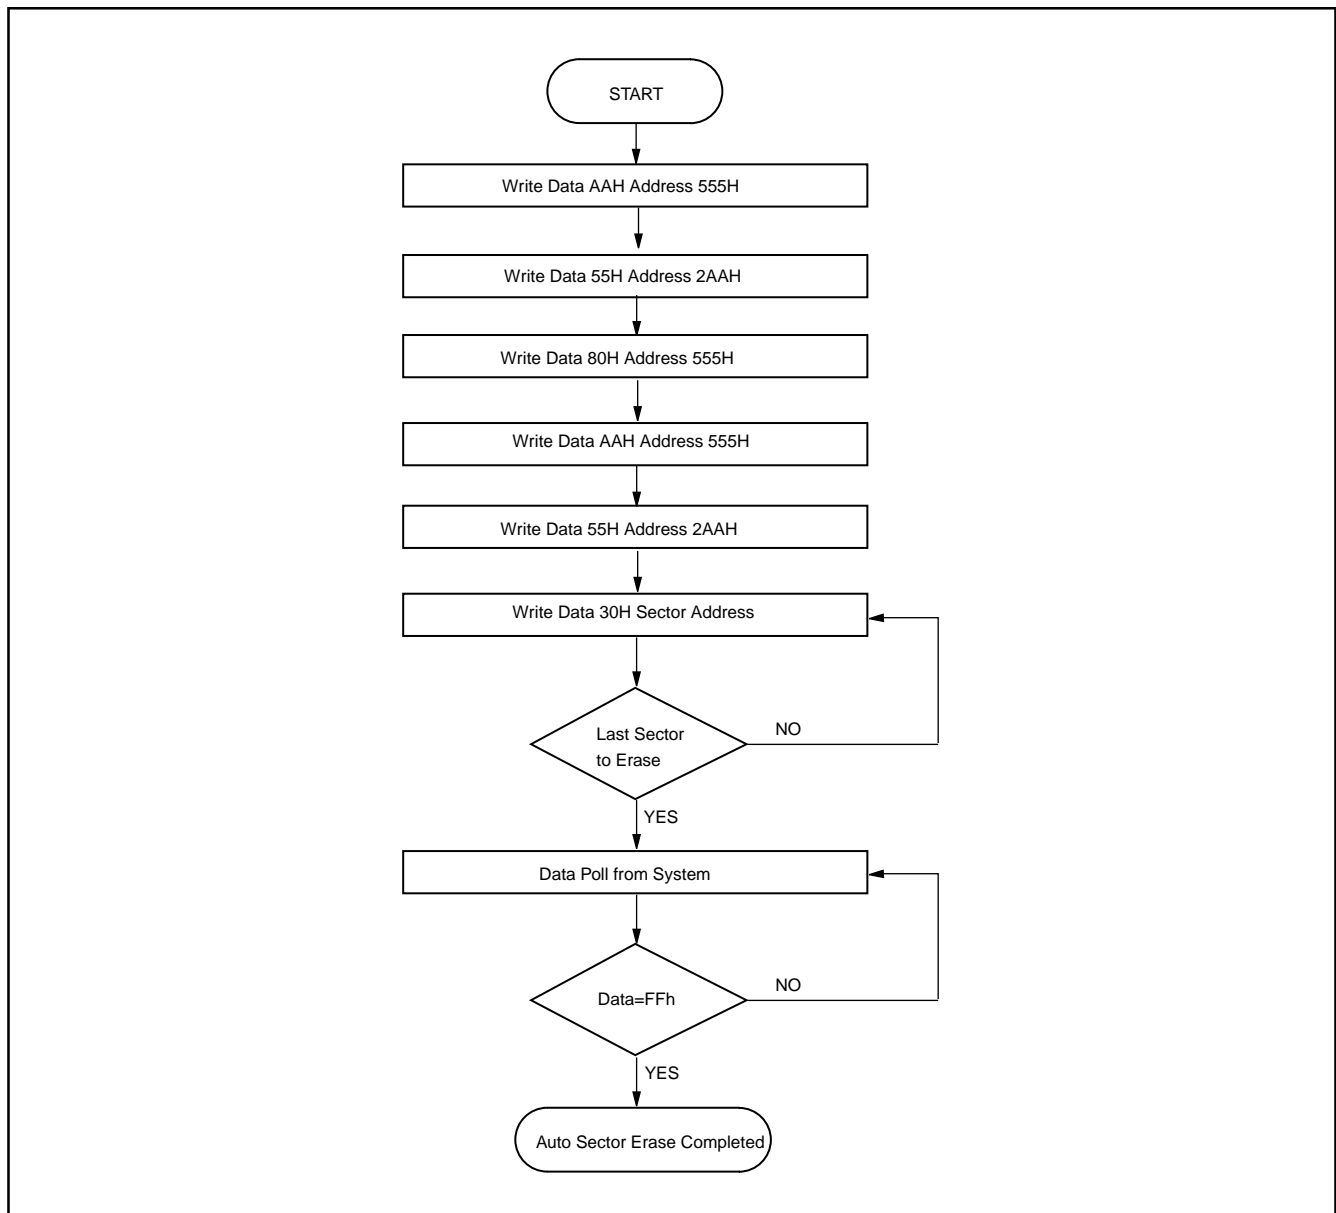 START
Write Data AAH Address 555H
Write Data 55H Address 2AAH
Write Data 80H Address 555H
Write Data AAH Address 555H
Write Data 55H Address 2AAH
Write Data 30H Sector Address
Last Sector
to Erase
NO
YES
Data Poll from System
Data=FFh
NO
YES
Auto Sector Erase Completed